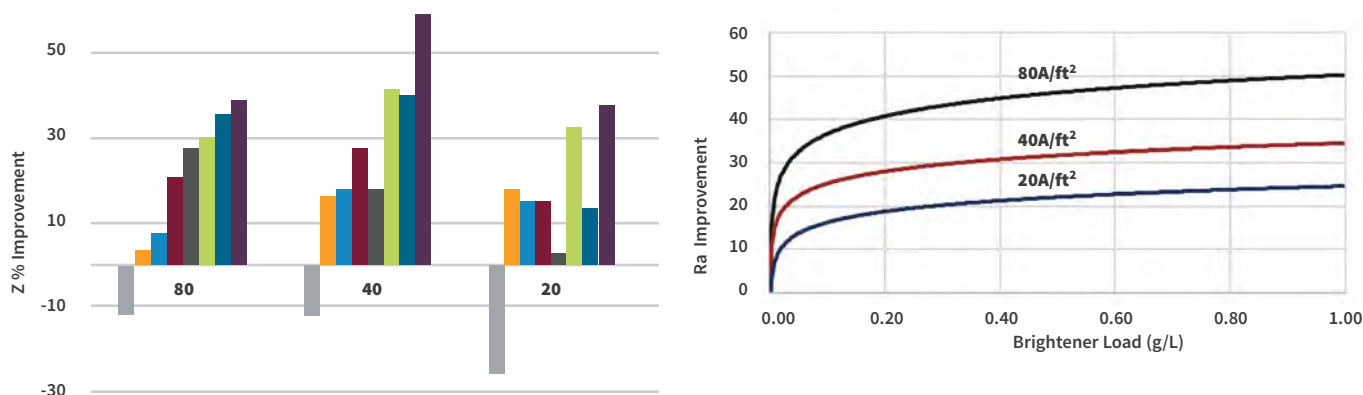 Z % Improvement
50
30
10
-10
-30
80
40
20
Ra Improvement
60
50
40
30
20
10
0
80A/ft²
40A/ft²
20A/ft²
0.00 0.20 0.40 0.60 0.80 1.00
Brightener Load (g/L)